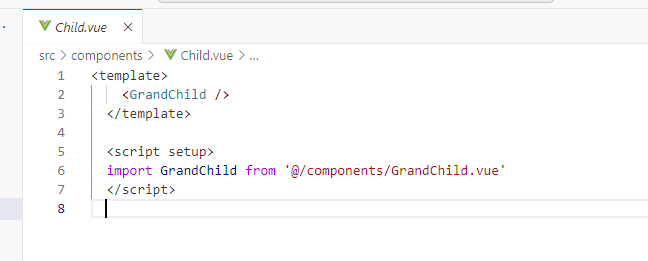 Child.vue ×
src > components > Child.vue > ...
1 <template>
2 <GrandChild />
3 </template>
4
5 <script setup>
6 import GrandChild from '@/components/GrandChild.vue'
7 </script>
8